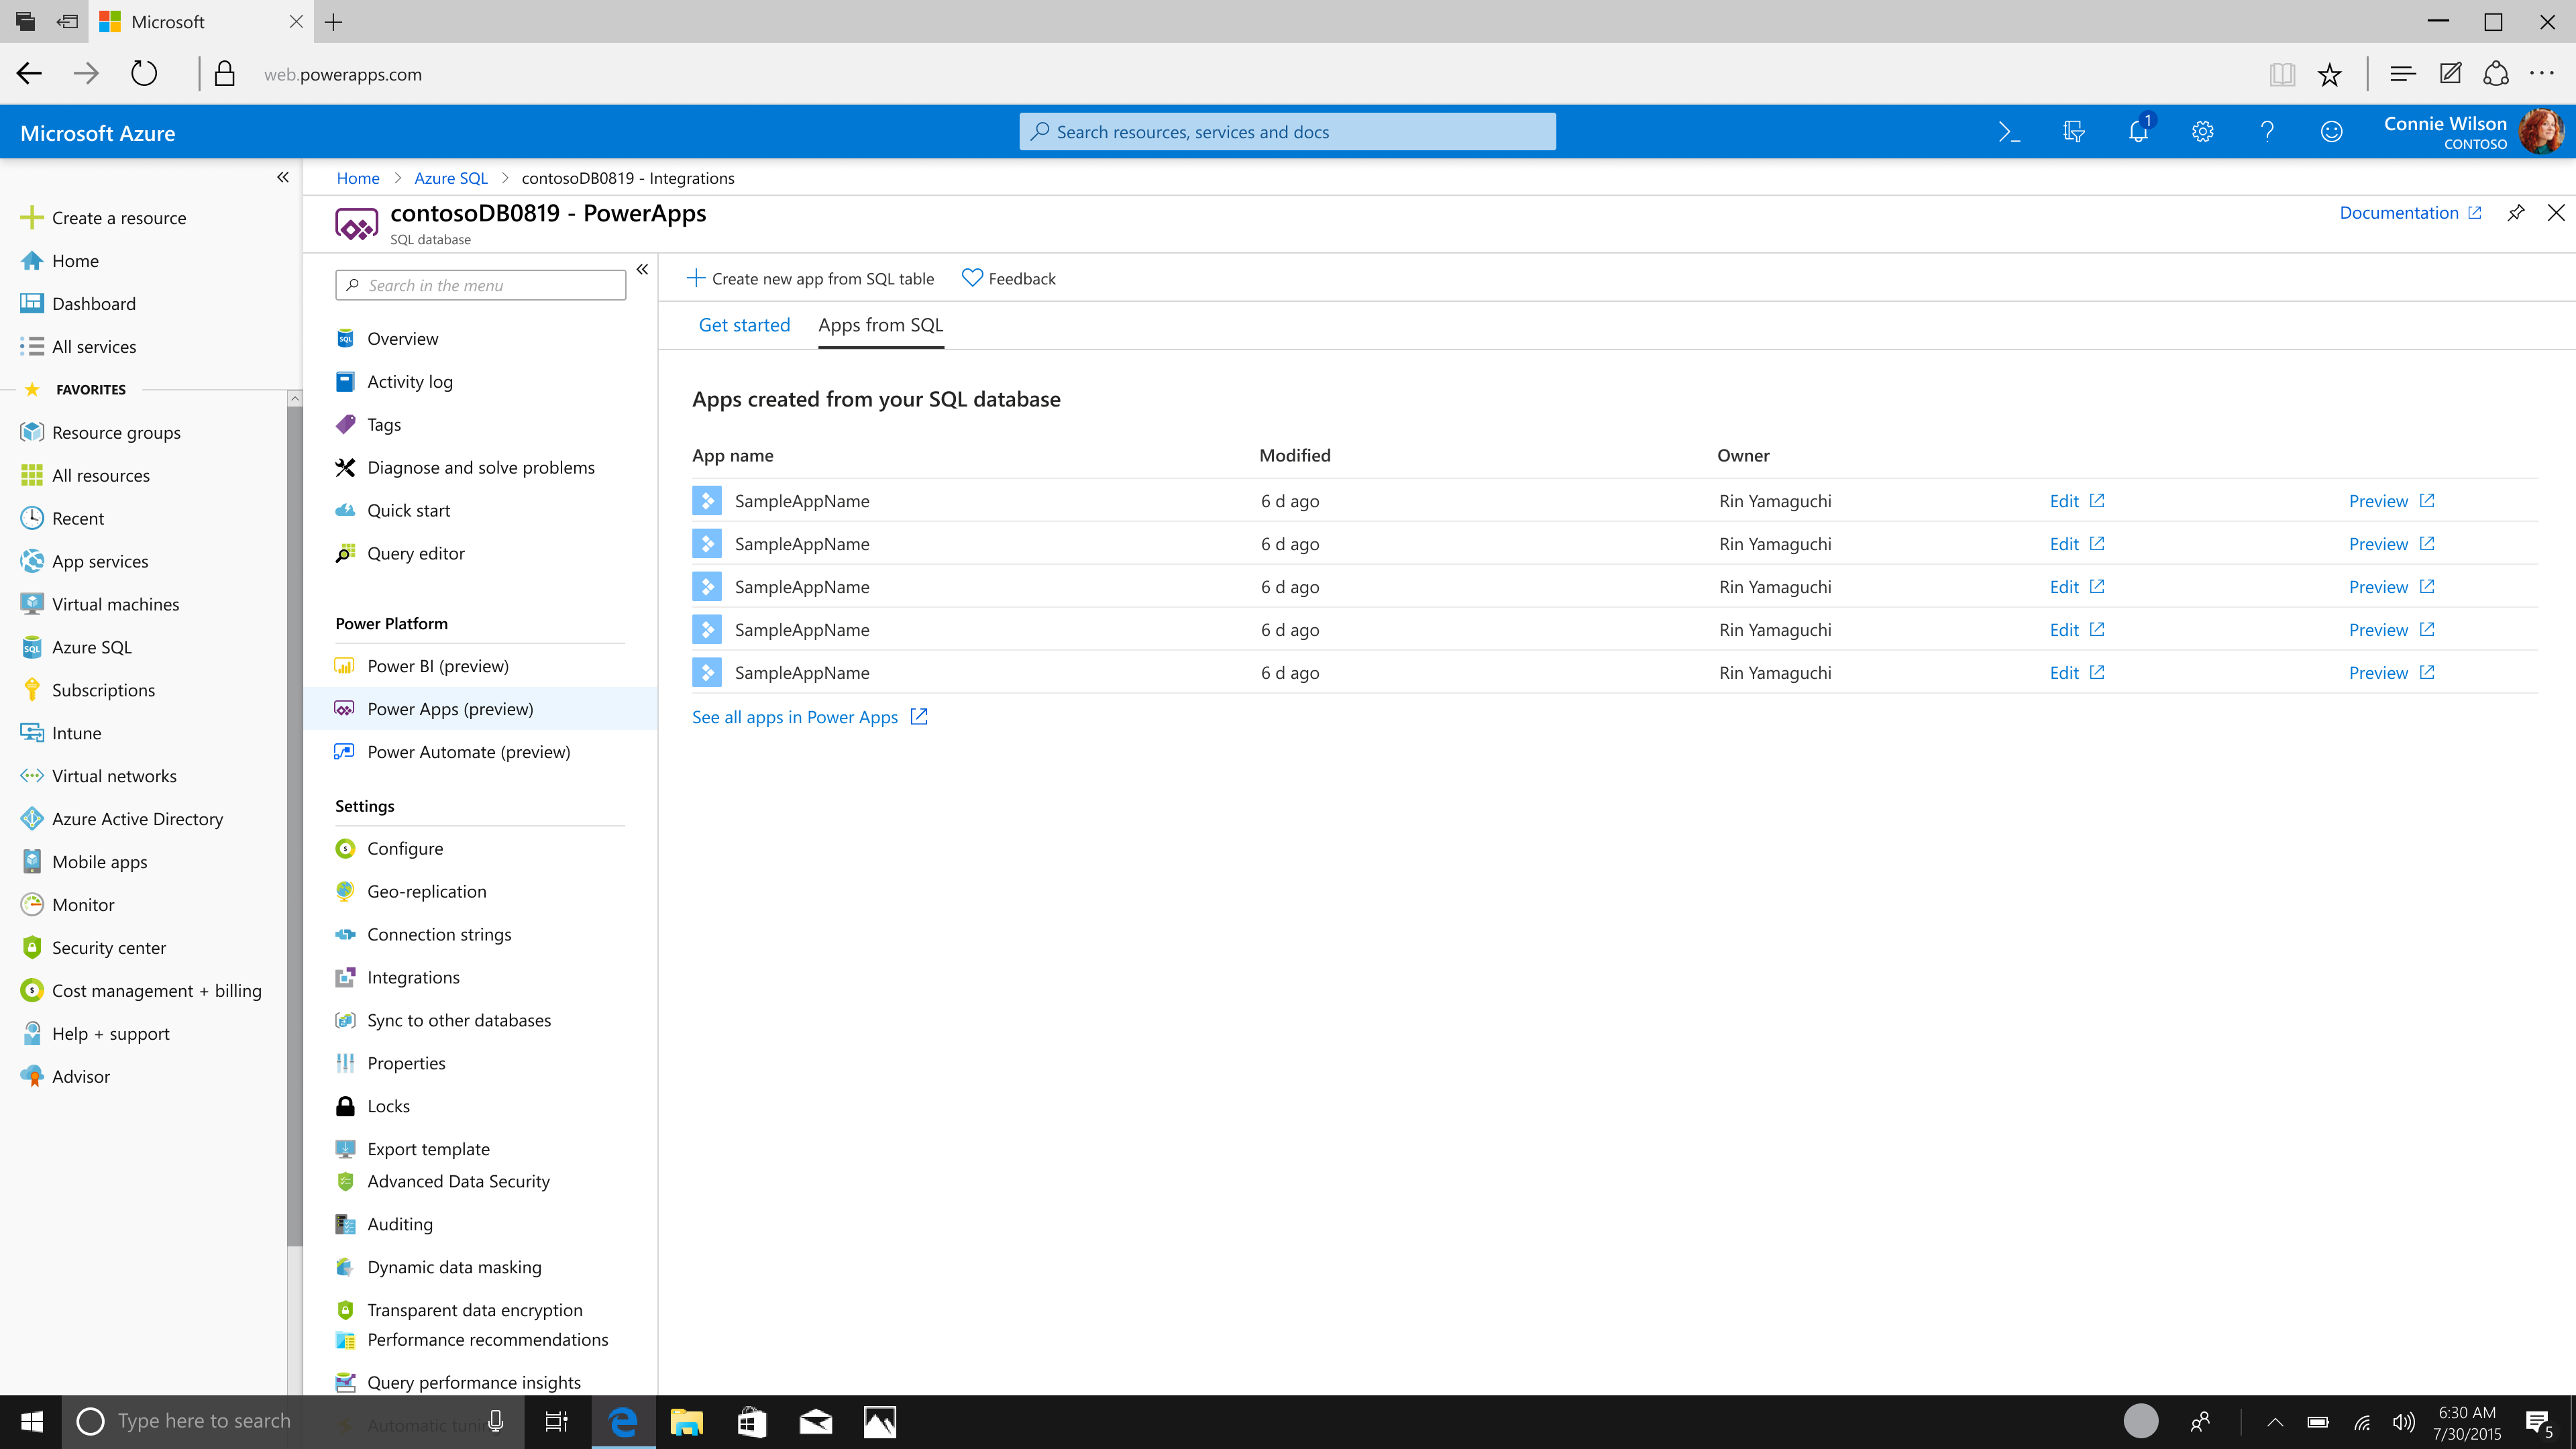 Microsoft
web.powerapps.com
Microsoft Azure
Search resources, services and docs
1
Connie Wilson
CONTOSO
Create a resource
Home
Dashboard
All services
FAVORITES
Resource groups
All resources
Recent
App services
Virtual machines
Azure SQL
Subscriptions
Intune
Virtual networks
Azure Active Directory
Mobile apps
Monitor
Security center
Cost management + billing
Help + support
Advisor
Home > Azure SQL > contosoDB0819 - Integrations
contosoDB0819 - PowerApps
SQL database
Documentation
Search in the menu
Overview
Activity log
Tags
Diagnose and solve problems
Quick start
Query editor
Power Platform
Power BI (preview)
Power Apps (preview)
Power Automate (preview)
Settings
Configure
Geo-replication
Connection strings
Integrations
Sync to other databases
Properties
Locks
Export template
Advanced Data Security
Auditing
Dynamic data masking
Transparent data encryption
Performance recommendations
Query performance insights
Create new app from SQL table Feedback
Get started Apps from SQL
Apps created from your SQL database
App name Modified Owner
SampleAppName 6 d ago Rin Yamaguchi Edit Preview
SampleAppName 6 d ago Rin Yamaguchi Edit Preview
SampleAppName 6 d ago Rin Yamaguchi Edit Preview
SampleAppName 6 d ago Rin Yamaguchi Edit Preview
SampleAppName 6 d ago Rin Yamaguchi Edit Preview
See all apps in Power Apps
Type here to search
6:30 AM
7/30/2015
5